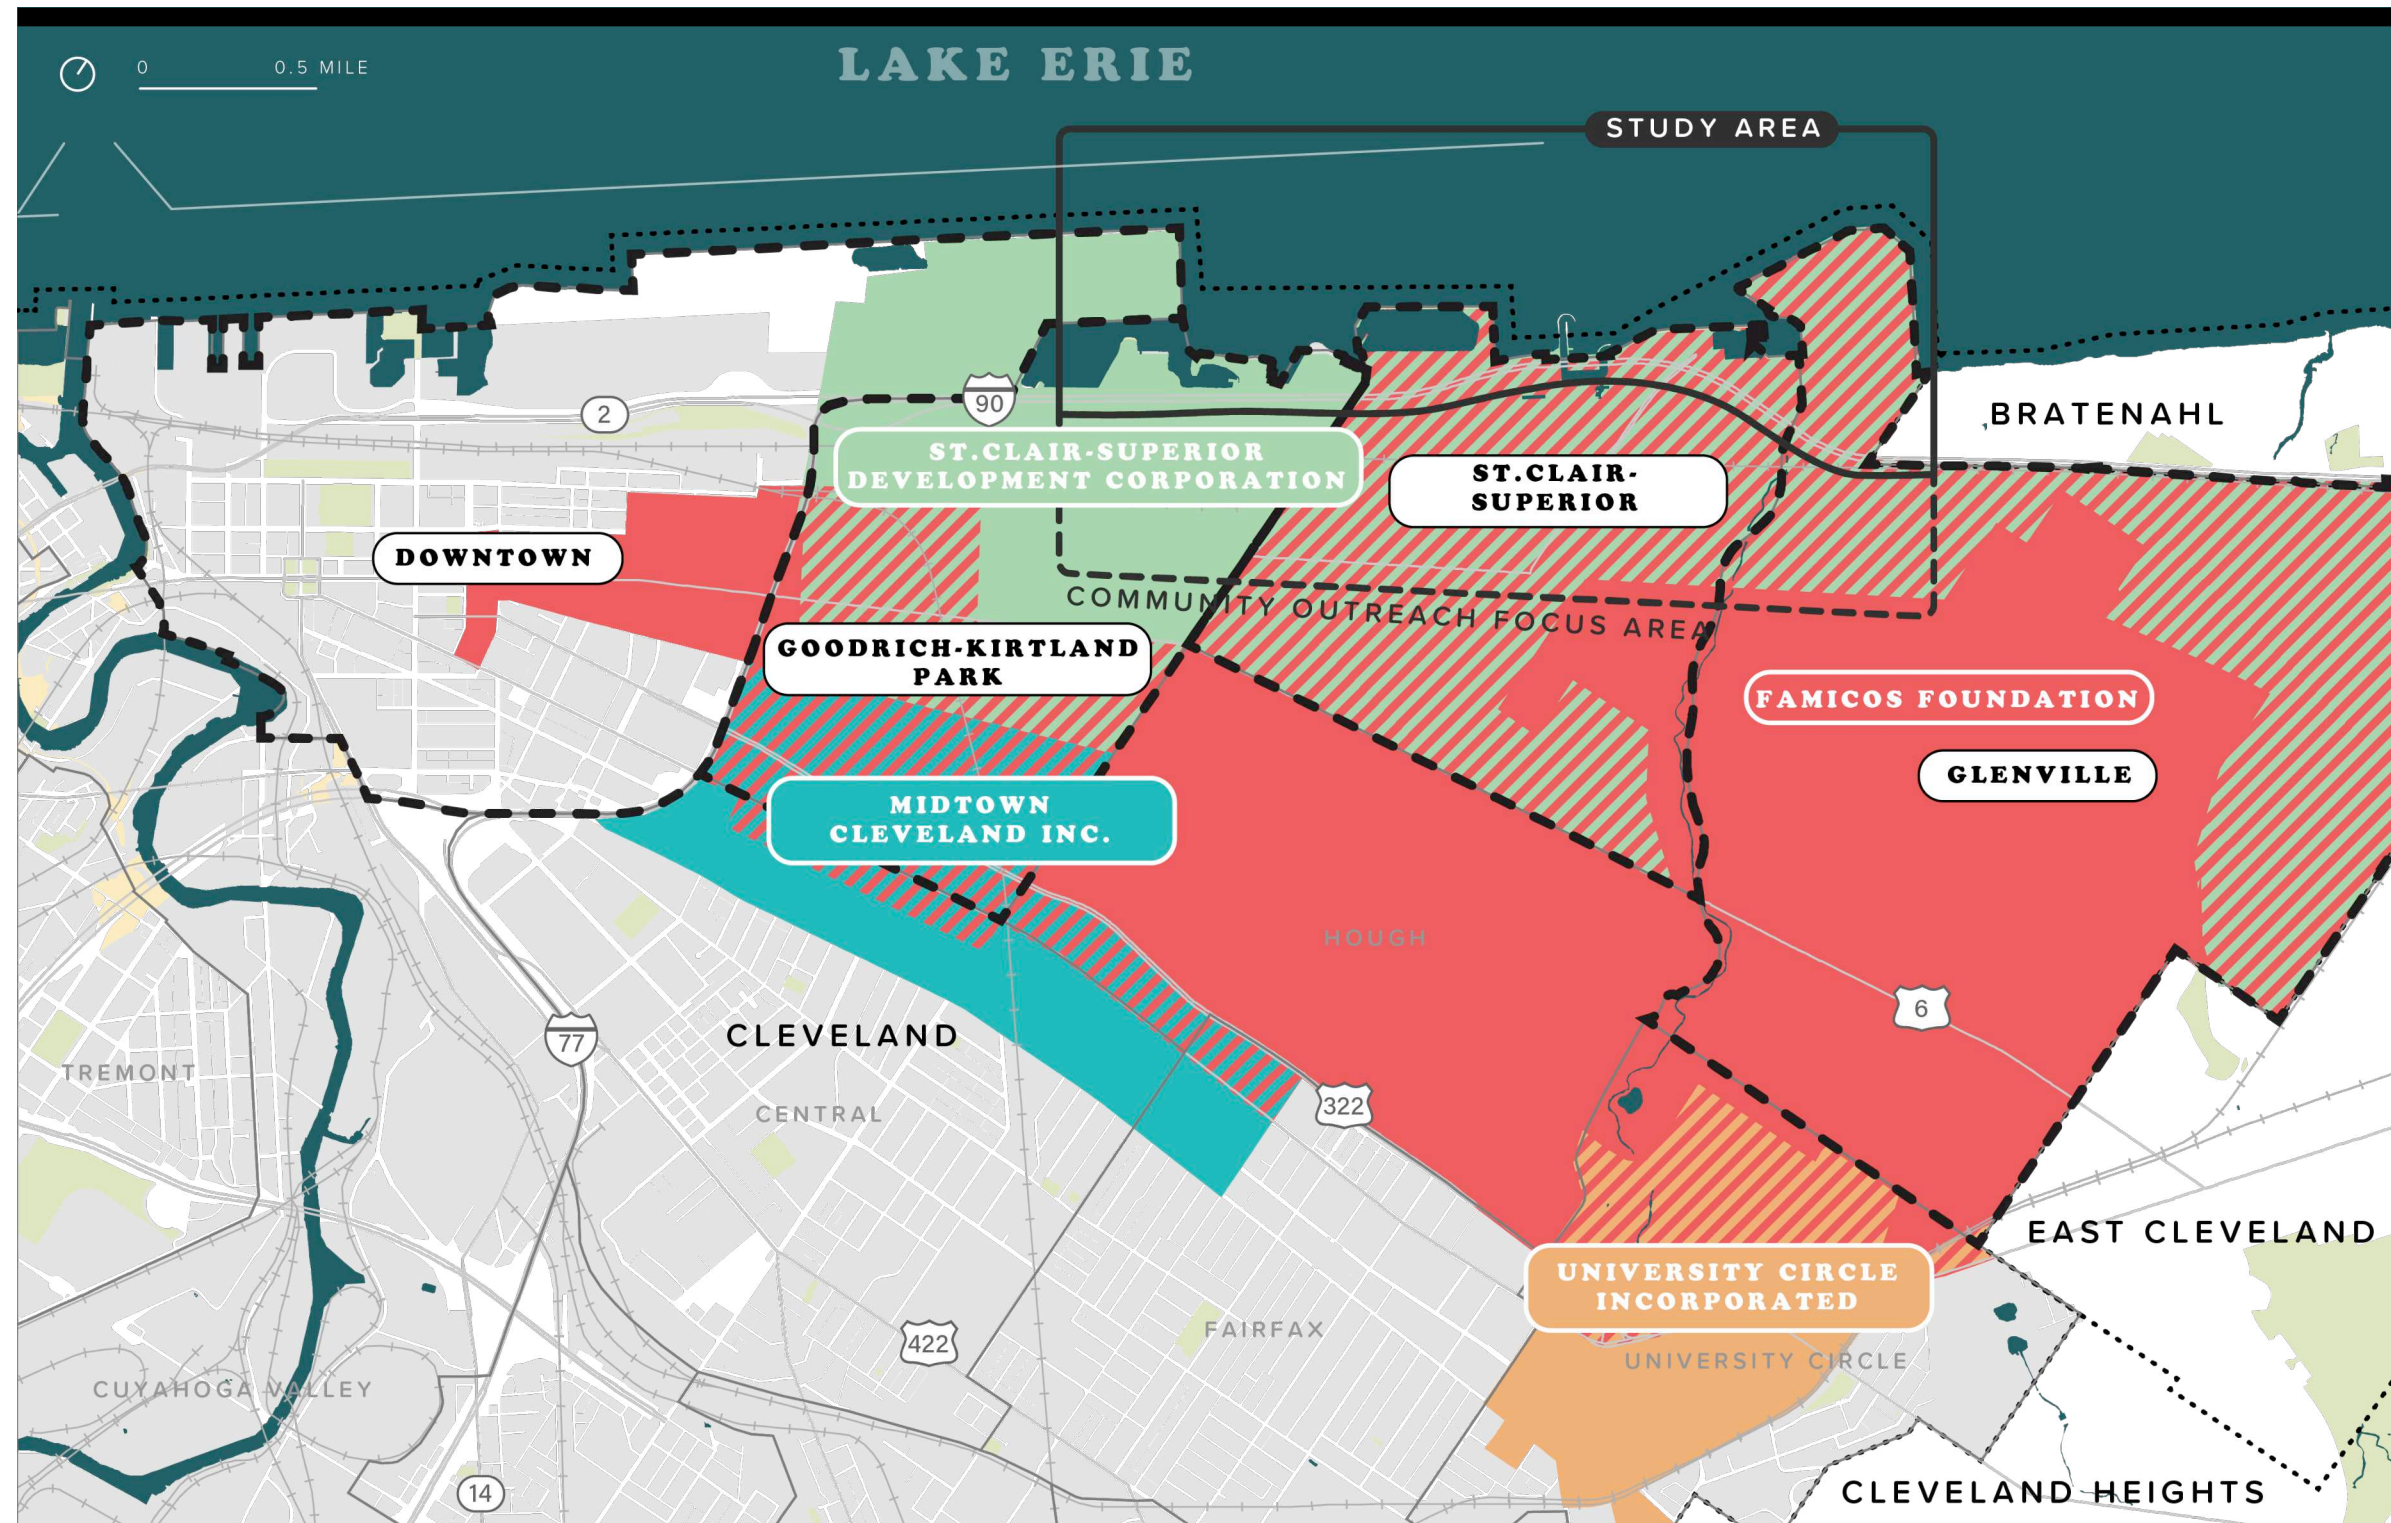 LAKE ERIE
0 0.5 MILE
STUDY AREA
BRATENAHL
90
2
ST.CLAIR-SUPERIOR
DEVELOPMENT CORPORATION
ST.CLAIR-
SUPERIOR
DOWNTOWN
COMMUNITY OUTREACH FOCUS AREA
GOODRICH-KIRTLAND
PARK
FAMICOS FOUNDATION
GLENVILLE
MIDTOWN
CLEVELAND INC.
HOUGH
6
CLEVELAND
77
TREMONT
322
CENTRAL
EAST CLEVELAND
UNIVERSITY CIRCLE
INCORPORATED
422
FAIRFAX
UNIVERSITY CIRCLE
CUYAHOGA VALLEY
14
CLEVELAND HEIGHTS